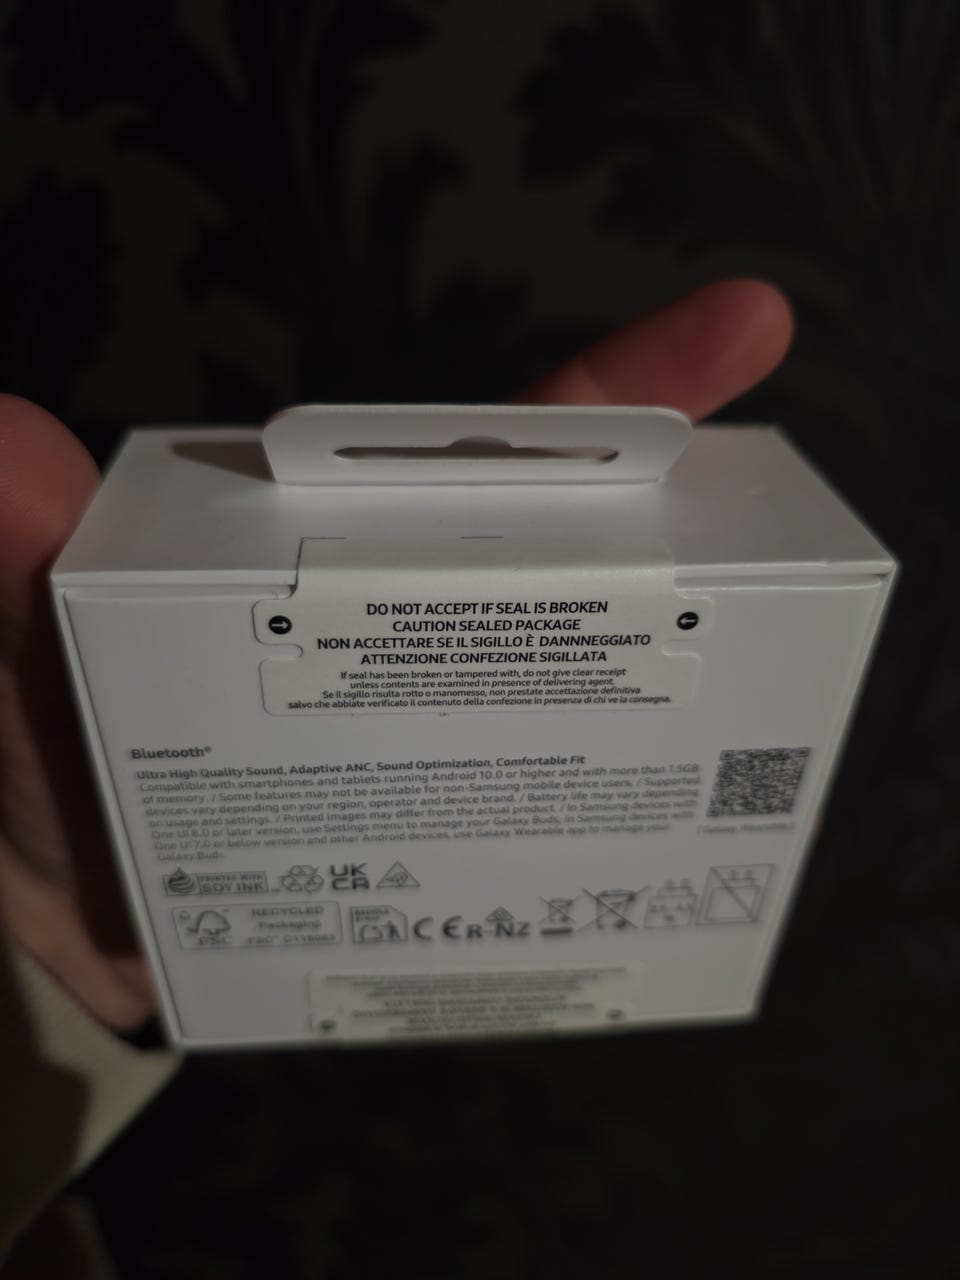 DO NOT ACCEPT IF SEAL IS BROKEN
CAUTION SEALED PACKAGE
NON ACCETTARE SE IL SIGILLO È DANNNEGGIATO
ATTENZIONE CONFEZIONE SIGILLATA
If seal has been broken or tampered with, do not give clear receipt
unless contents are examined in presence of delivering agent.
Se il sigillo risulta rotto o manomesso, non prestate accettazione definitiva
salvo che abbiate verificato il contenuto della confezione in presenza di chi ve la consegna.
Bluetooth®
Ultra High Quality Sound, Adaptive ANC, Sound Optimization, Comfortable Fit
Compatible with smartphones and tablets running Android 10.0 or higher and with more than 1.5GB
of memory. / Some features may not be available for non-Samsung mobile device users. / Supported
devices vary depending on your region, operator and device brand. / Battery life may vary depending
on usage and settings. / Printed images may differ from the actual product. / In Samsung devices with
One UI 8.0 or later version, use Settings menu to manage your Galaxy Buds; in Samsung devices with
One UI 7.0 or below version and other Android devices, use Galaxy Wearable app to manage your
Galaxy Buds.
[Galaxy Wearable]
PRINTED WITH
SOY INK
UK
CA
FSC
RECYCLED
Packaging
CE R-NZ